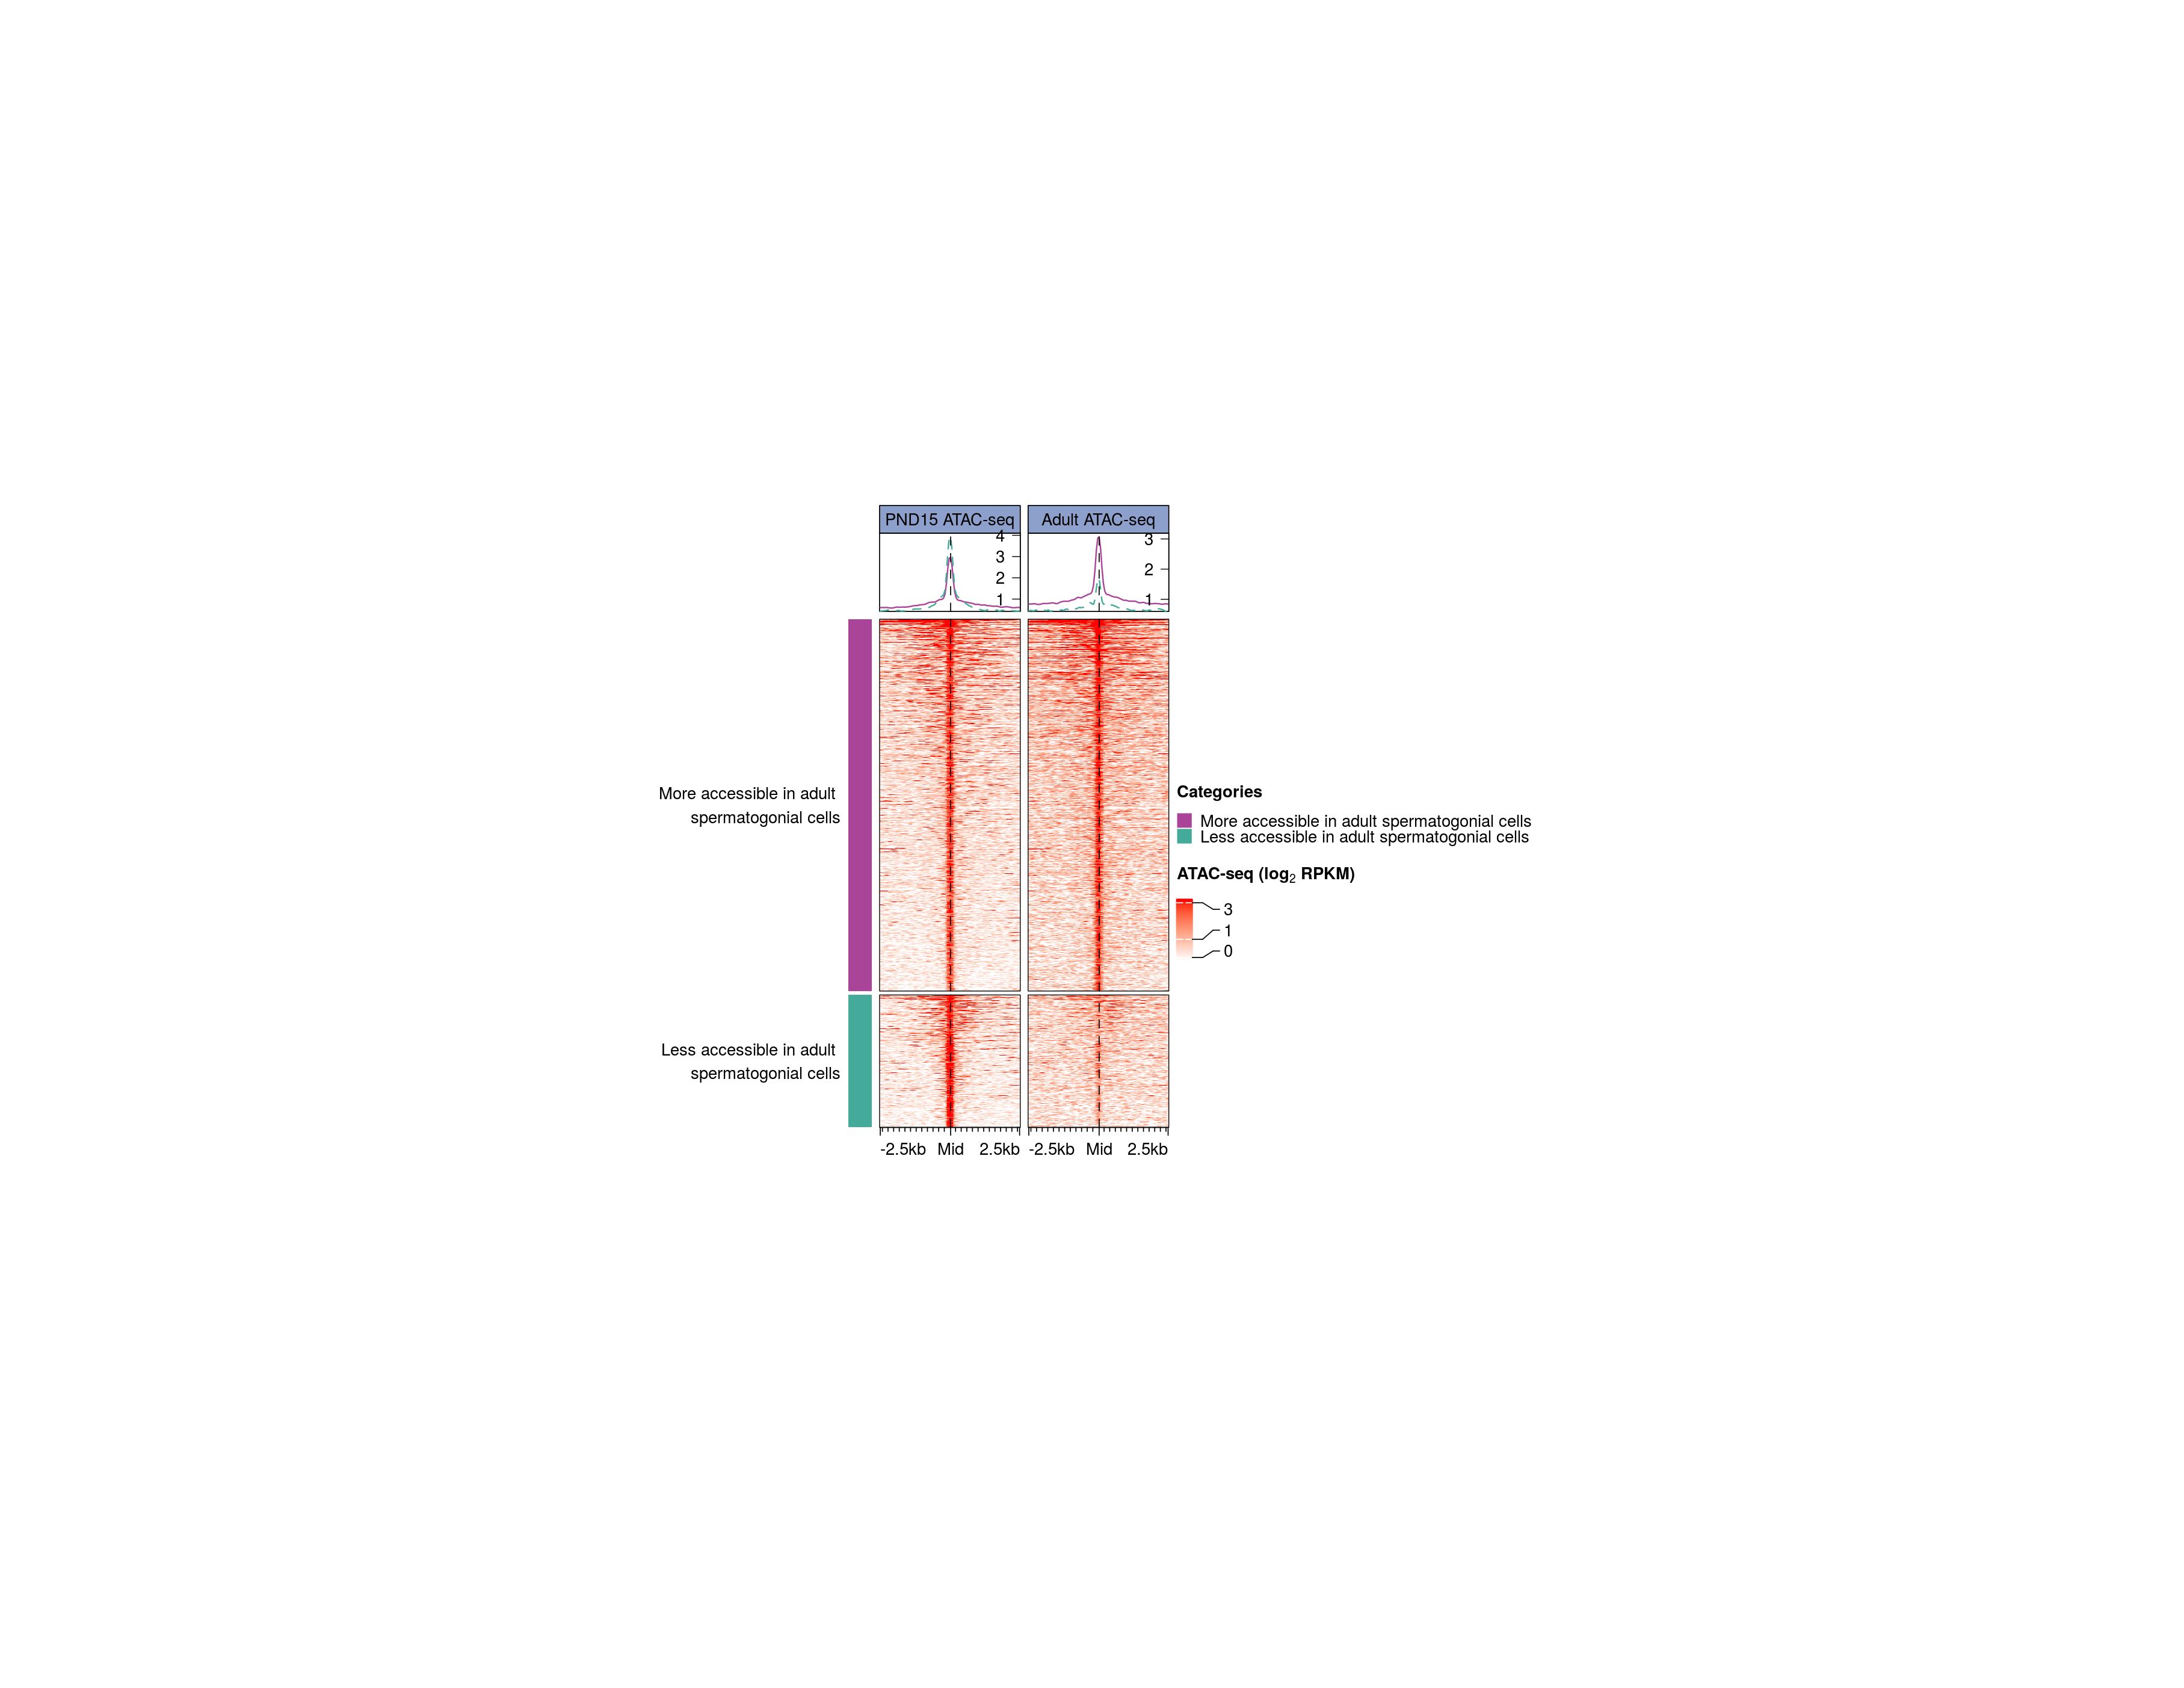 PND15 ATAC-seq
Adult ATAC-seq
4
3
2
1
3
2
1
More accessible in adult
spermatogonial cells
Less accessible in adult
spermatogonial cells
-2.5kb Mid 2.5kb
-2.5kb Mid 2.5kb
Categories
More accessible in adult spermatogonial cells
Less accessible in adult spermatogonial cells
ATAC-seq (log₂ RPKM)
3
1
0